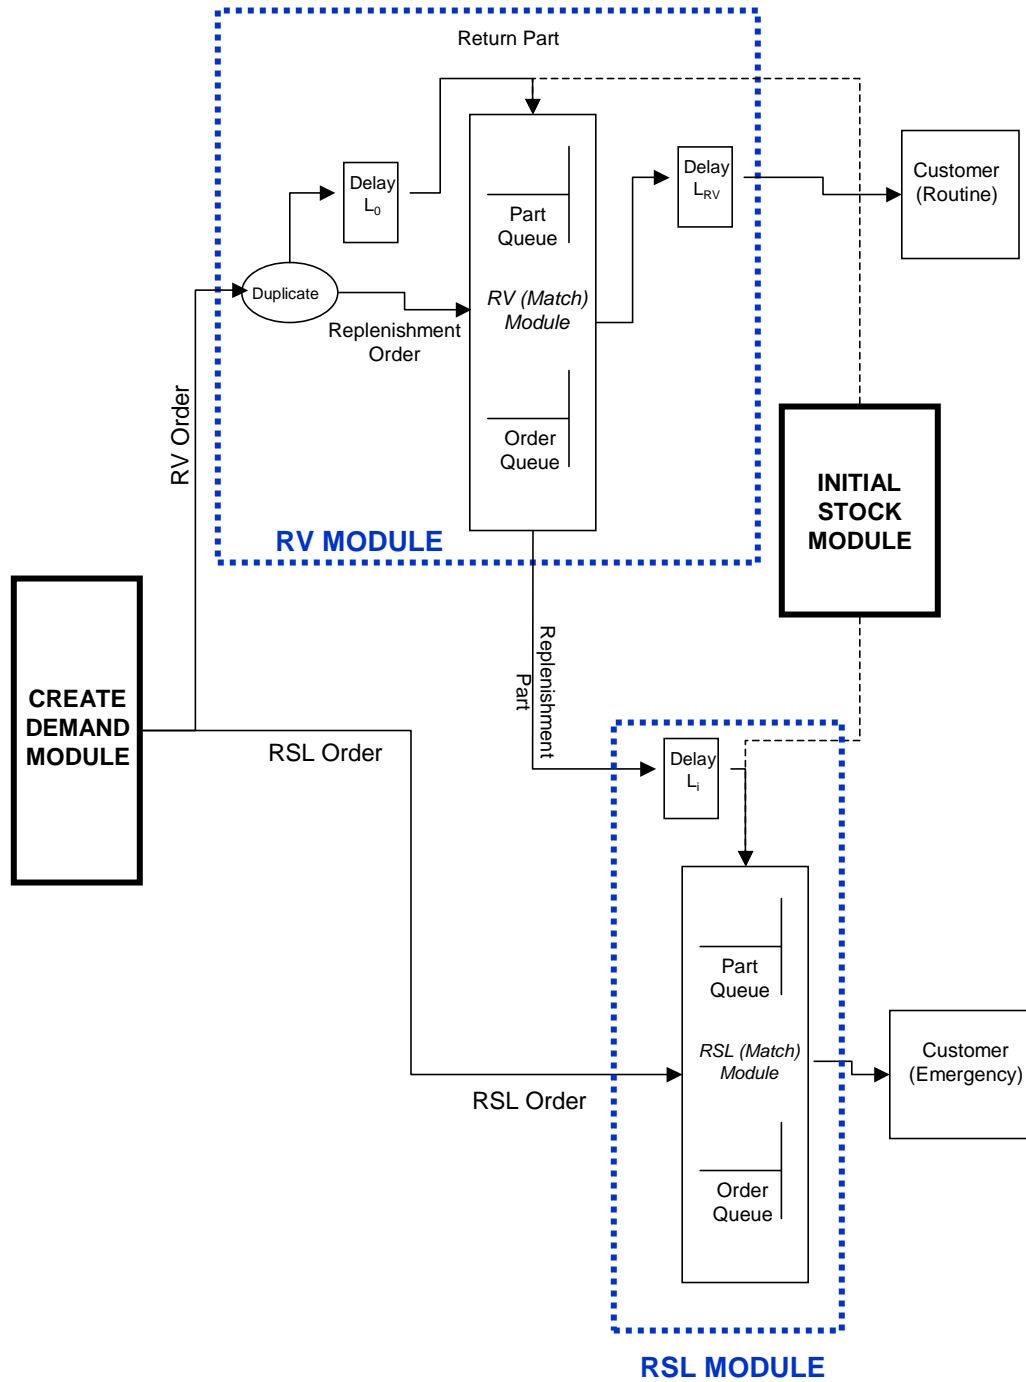 Return Part
Delay
L0
Delay
LRV
Customer
(Routine)
Part
Queue
Duplicate
RV (Match)
Module
Replenishment
Order
RV Order
Order
Queue
INITIAL
STOCK
MODULE
RV MODULE
Replenishment
Part
CREATE
DEMAND
MODULE
RSL Order
Delay
Li
Part
Queue
RSL (Match)
Module
Customer
(Emergency)
RSL Order
Order
Queue
RSL MODULE